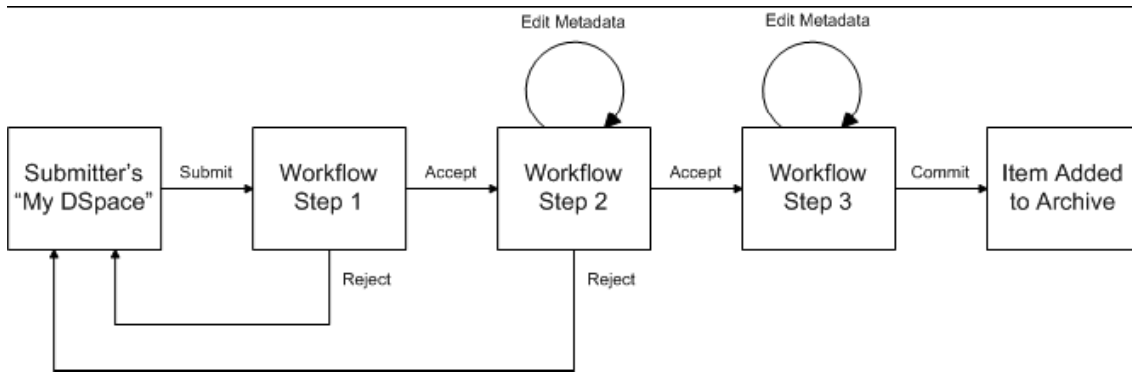 Edit Metadata
Edit Metadata
Submitter's
“My DSpace”
Submit
Workflow
Step 1
Accept
Workflow
Step 2
Accept
Workflow
Step 3
Commit
Item Added
to Archive
Reject
Reject